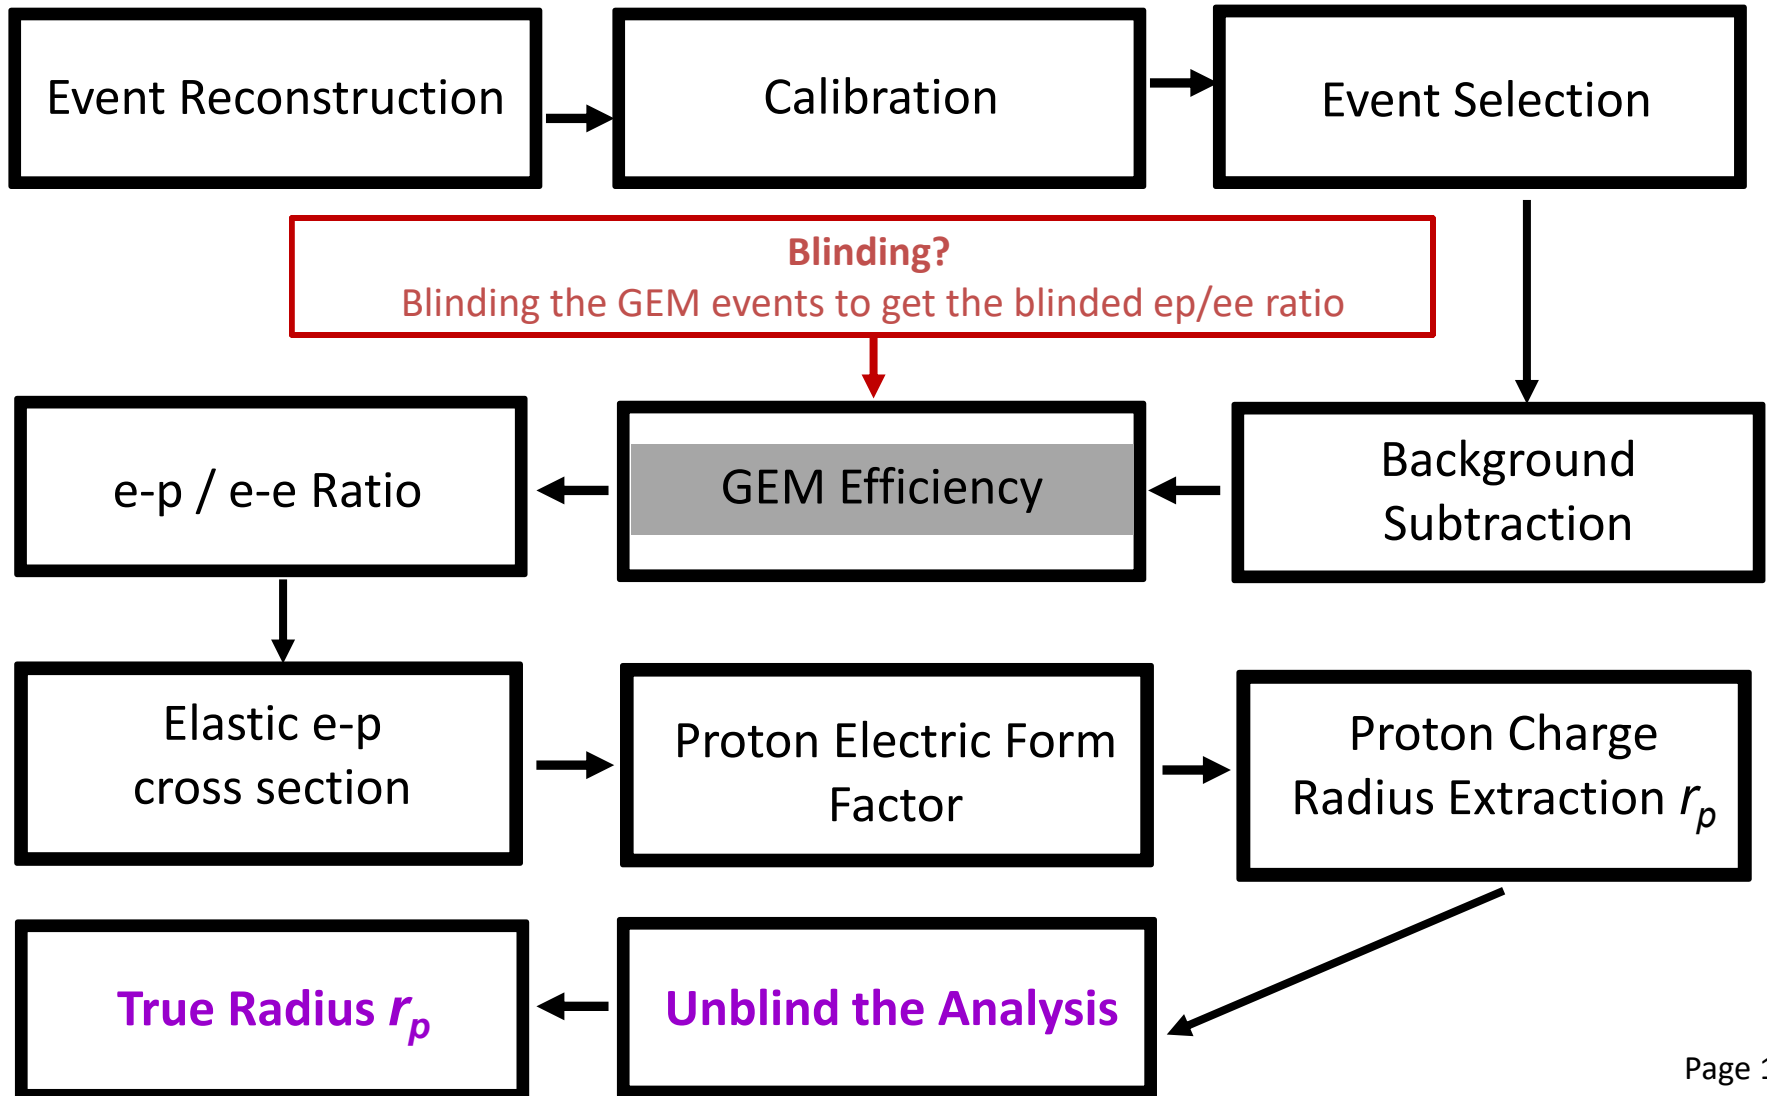 Event Reconstruction
Calibration
Event Selection
Blinding?
Blinding the GEM events to get the blinded ep/ee ratio
e-p / e-e Ratio
GEM Efficiency
Background
Subtraction
Elastic e-p
cross section
Proton Electric Form
Factor
Proton Charge
Radius Extraction rₚ
True Radius rₚ
Unblind the Analysis
Page